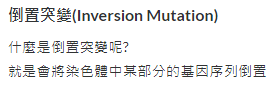 倒置突變(Inversion Mutation)
什麼是倒置突變呢?
就是會將染色體中某部分的基因序列倒置